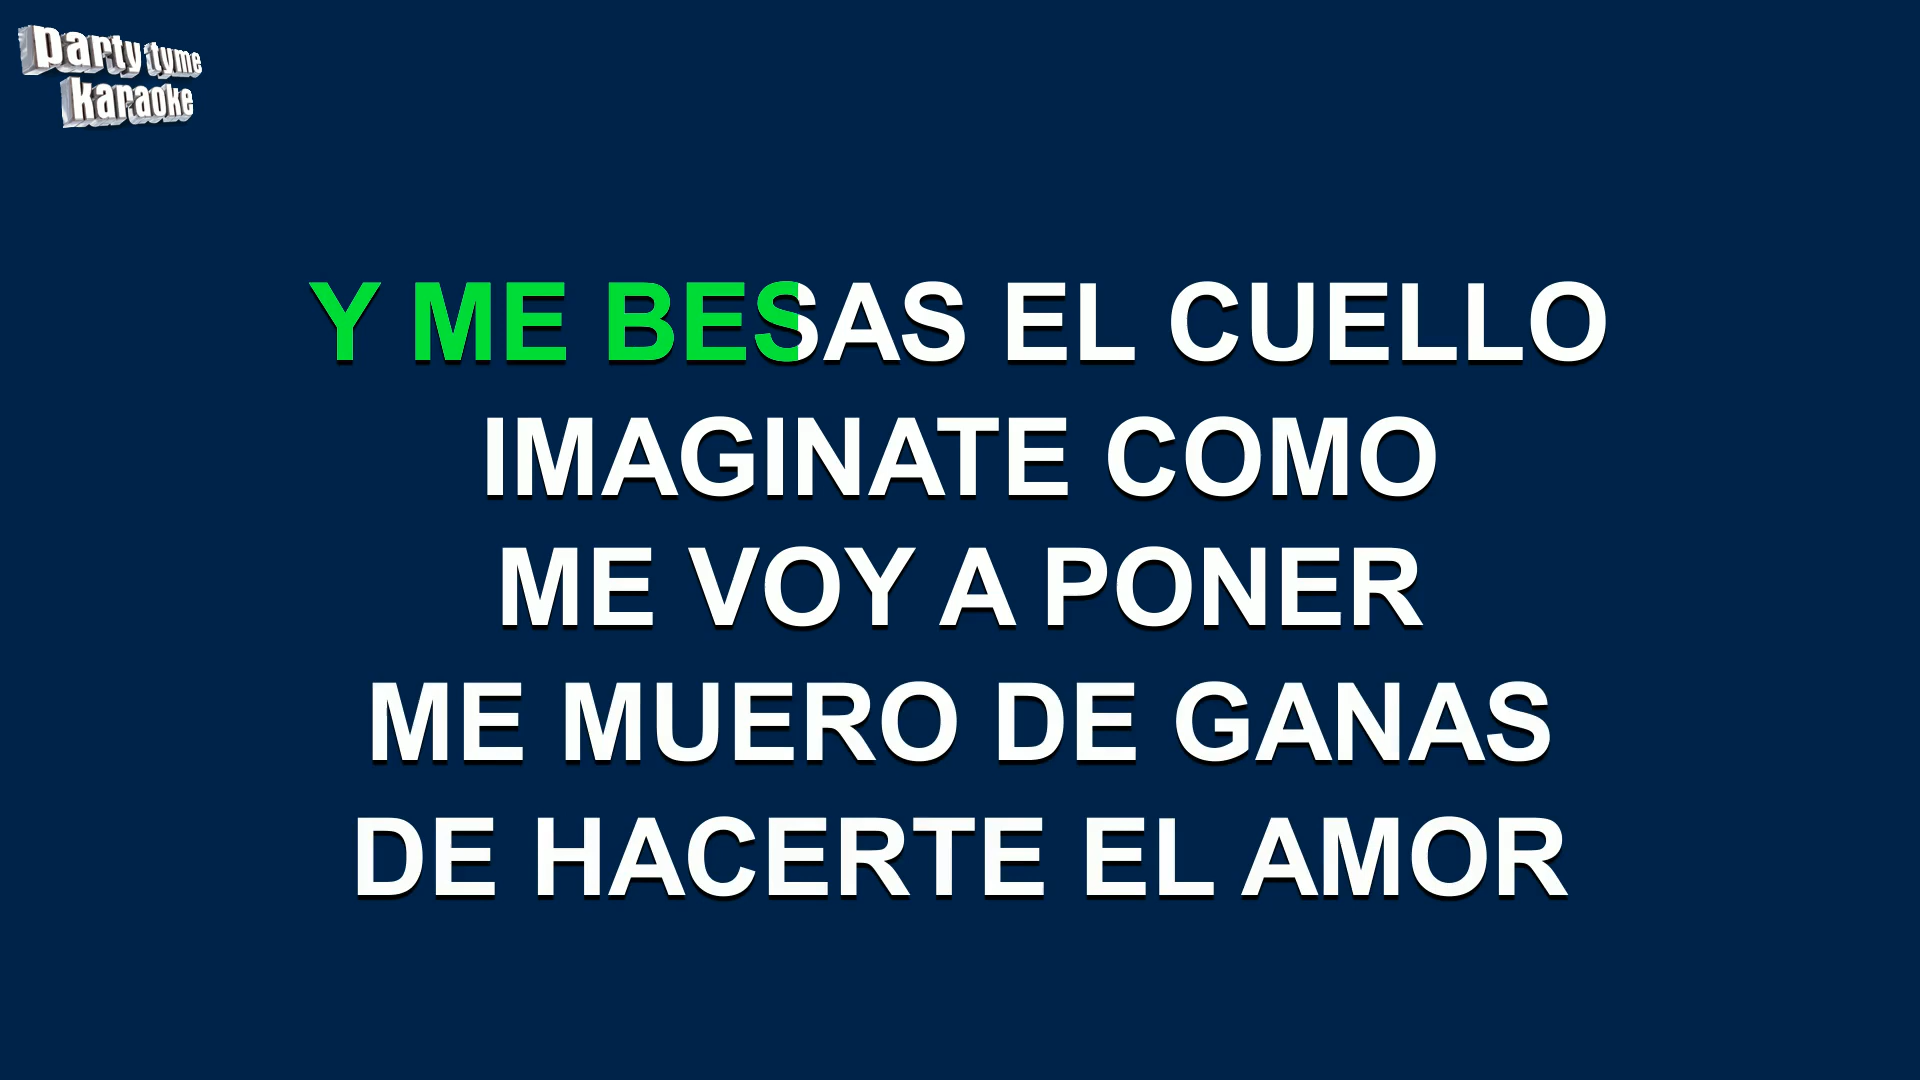 party tyme
karaoke
Y ME BESAS EL CUELLO
IMAGINATE COMO
ME VOY A PONER
ME MUERO DE GANAS
DE HACERTE EL AMOR